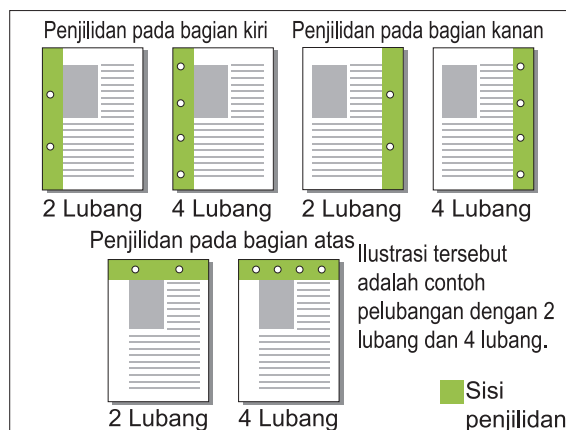 Penjilidan pada bagian kiri
Penjilidan pada bagian kanan
2 Lubang
4 Lubang
2 Lubang
4 Lubang
Penjilidan pada bagian atas
2 Lubang
4 Lubang
Ilustrasi tersebut
adalah contoh
pelubangan dengan 2
lubang dan 4 lubang.
Sisi
penjilidan